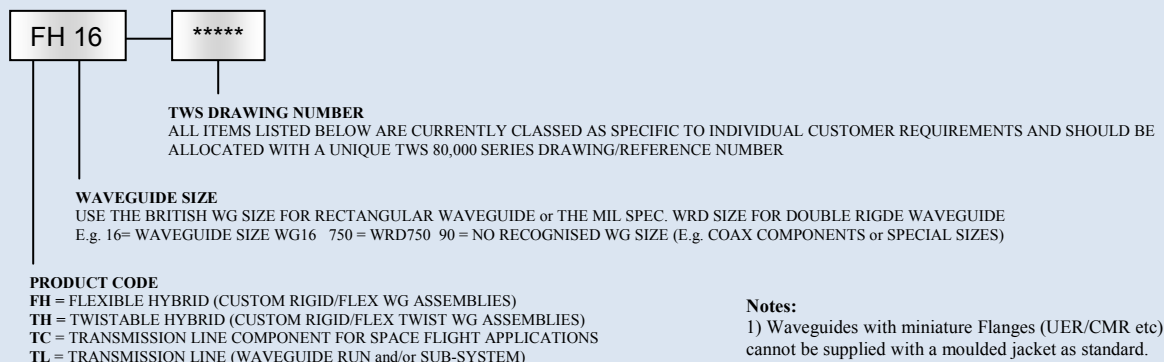 FH 16
*****
TWS DRAWING NUMBER
ALL ITEMS LISTED BELOW ARE CURRENTLY CLASSED AS SPECIFIC TO INDIVIDUAL CUSTOMER REQUIREMENTS AND SHOULD BE
ALLOCATED WITH A UNIQUE TWS 80,000 SERIES DRAWING/REFERENCE NUMBER
WAVEGUIDE SIZE
USE THE BRITISH WG SIZE FOR RECTANGULAR WAVEGUIDE or THE MIL SPEC. WRD SIZE FOR DOUBLE RIGDE WAVEGUIDE
E.g. 16= WAVEGUIDE SIZE WG16 750 = WRD750 90 = NO RECOGNISED WG SIZE (E.g. COAX COMPONENTS or SPECIAL SIZES)
PRODUCT CODE
FH = FLEXIBLE HYBRID (CUSTOM RIGID/FLEX WG ASSEMBLIES)
TH = TWISTABLE HYBRID (CUSTOM RIGID/FLEX TWIST WG ASSEMBLIES)
TC = TRANSMISSION LINE COMPONENT FOR SPACE FLIGHT APPLICATIONS
TL = TRANSMISSION LINE (WAVEGUIDE RUN and/or SUB-SYSTEM)
Notes:
1) Waveguides with miniature Flanges (UER/CMR etc)
cannot be supplied with a moulded jacket as standard.